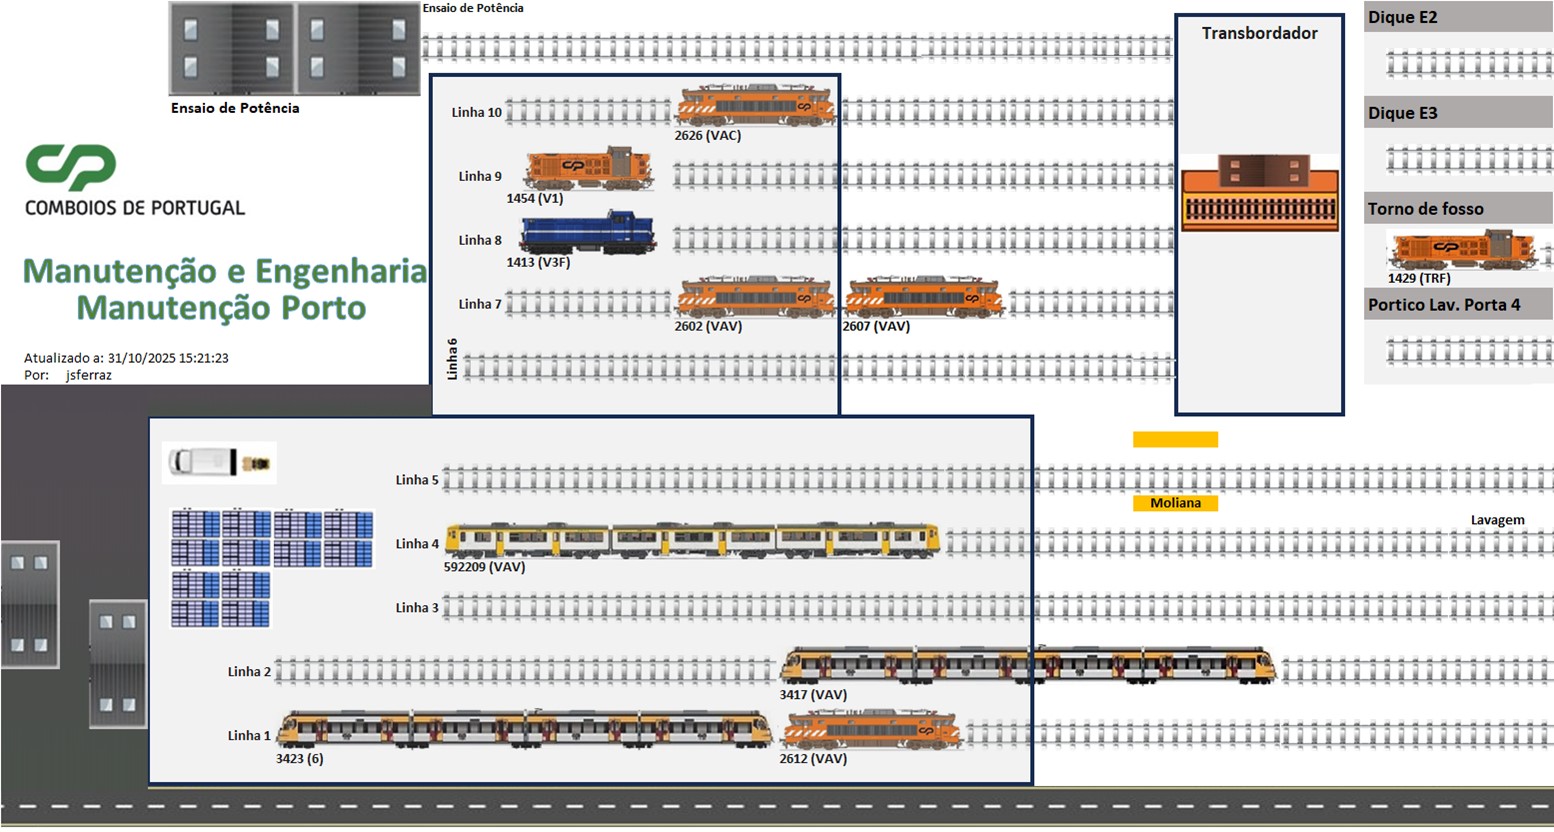 Ensaio de Potência
Ensaio de Potência
CP
COMBOIOS DE PORTUGAL
Manutenção e Engenharia
Manutenção Porto
Atualizado a: 31/10/2025 15:21:23
Por: jsferraz
Linha 10
2626 (VAC)
Linha 9
1454 (V1)
Linha 8
1413 (V3F)
Linha 7
2602 (VAV)
2607 (VAV)
Linha 6
Transbordador
Dique E2
Dique E3
Torno de fosso
1429 (TRF)
Portico Lav. Porta 4
Linha 5
Moliana
Lavagem
Linha 4
592209 (VAV)
Linha 3
Linha 2
3417 (VAV)
Linha 1
3423 (6)
2612 (VAV)